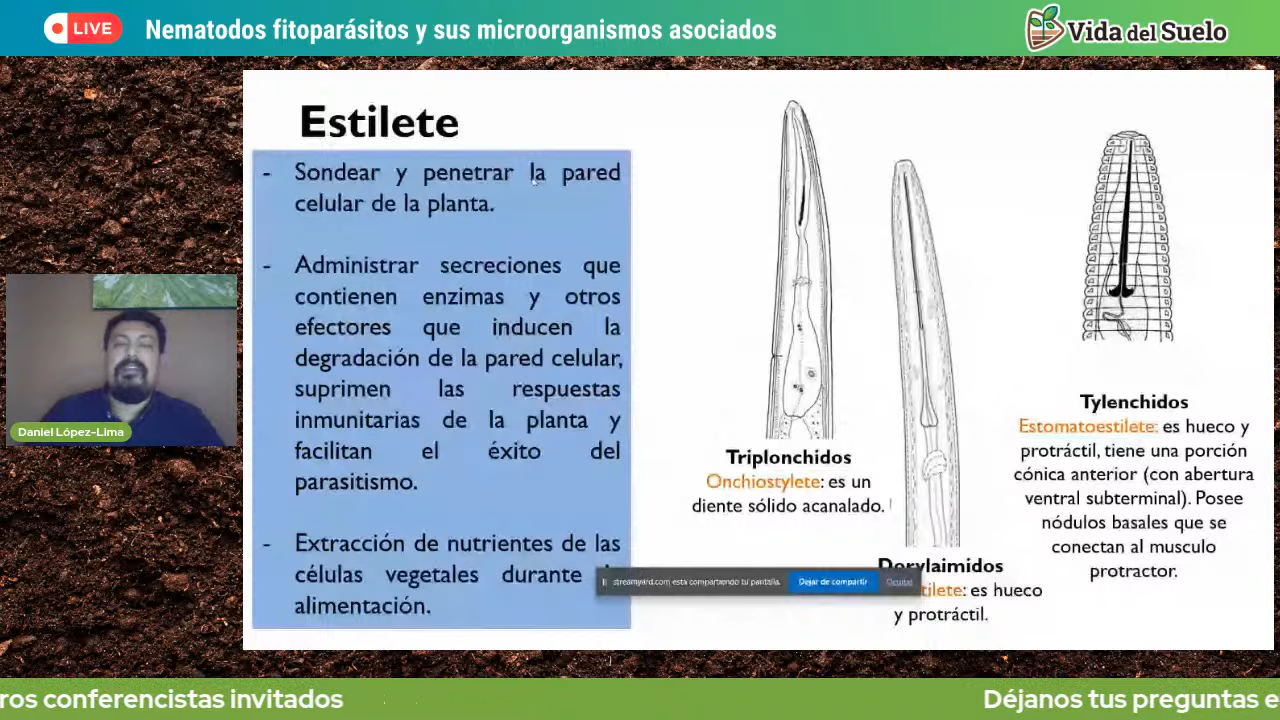 LIVE
Nematodos fitoparásitos y sus microorganismos asociados
Vida del Suelo
Estilete
- Sondear y penetrar la pared
celular de la planta.
- Administrar secreciones que
contienen enzimas y otros
efectores que inducen la
degradación de la pared celular,
suprimen las respuestas
inmunitarias de la planta y
facilitan el éxito del
parasitismo.
- Extracción de nutrientes de las
células vegetales durante
alimentación.
Triplonchidos
Onchiostylete: es un
diente sólido acanalado.
Dorylaimidos
tilete: es hueco
y protráctil.
Tylenchidos
Estomatoestilete: es hueco y
protráctil, tiene una porción
cónica anterior (con abertura
ventral subterminal). Posee
nódulos basales que se
conectan al musculo
protractor.
streamyard.com está compartiendo tu pantalla.
Dejar de compartir
Ocultar
Daniel López-Lima
ros conferencistas invitados
Déjanos tus preguntas e